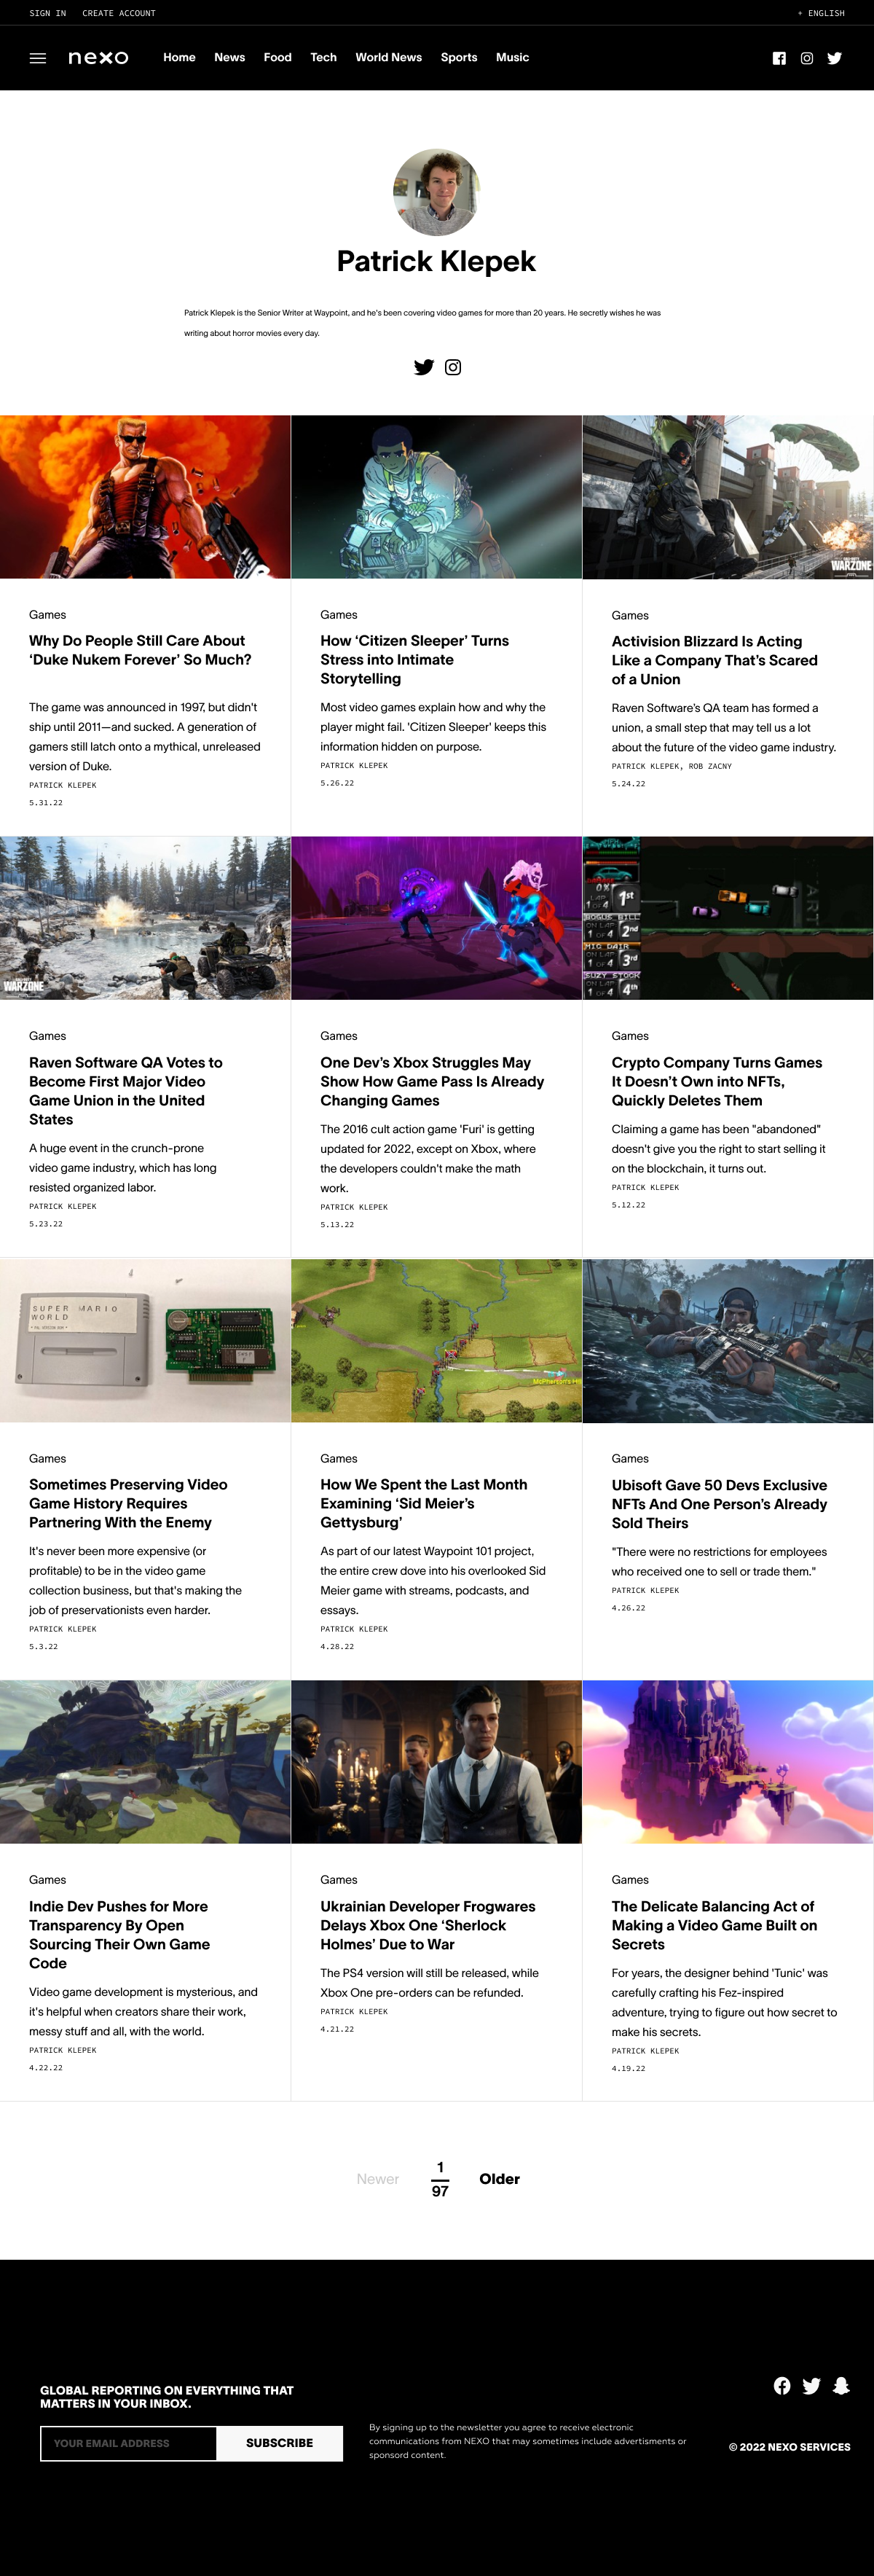 SIGN IN CREATE ACCOUNT
+ ENGLISH
nexo
Home News Food Tech World News Sports Music
Patrick Klepek
Patrick Klepek is the Senior Writer at Waypoint, and he's been covering video games for more than 20 years. He secretly wishes he was
writing about horror movies every day.
WARZONE
Games
Why Do People Still Care About
‘Duke Nukem Forever’ So Much?
The game was announced in 1997, but didn't
ship until 2011—and sucked. A generation of
gamers still latch onto a mythical, unreleased
version of Duke.
PATRICK KLEPEK
5.31.22
Games
How ‘Citizen Sleeper’ Turns
Stress into Intimate
Storytelling
Most video games explain how and why the
player might fail. 'Citizen Sleeper' keeps this
information hidden on purpose.
PATRICK KLEPEK
5.26.22
Games
Activision Blizzard Is Acting
Like a Company That’s Scared
of a Union
Raven Software's QA team has formed a
union, a small step that may tell us a lot
about the future of the video game industry.
PATRICK KLEPEK, ROB ZACNY
5.24.22
WARZONE
1st
LAP 1 OF 4
2nd
LAP 1 OF 4
3rd
SUZY STOCK
LAP 1 OF 4
4th
Games
Raven Software QA Votes to
Become First Major Video
Game Union in the United
States
A huge event in the crunch-prone
video game industry, which has long
resisted organized labor.
PATRICK KLEPEK
5.23.22
Games
One Dev’s Xbox Struggles May
Show How Game Pass Is Already
Changing Games
The 2016 cult action game 'Furi' is getting
updated for 2022, except on Xbox, where
the developers couldn't make the math
work.
PATRICK KLEPEK
5.13.22
Games
Crypto Company Turns Games
It Doesn’t Own into NFTs,
Quickly Deletes Them
Claiming a game has been "abandoned"
doesn't give you the right to start selling it
on the blockchain, it turns out.
PATRICK KLEPEK
5.12.22
SUPER MARIO
WORLD
McPherson's
Games
Sometimes Preserving Video
Game History Requires
Partnering With the Enemy
It's never been more expensive (or
profitable) to be in the video game
collection business, but that's making the
job of preservationists even harder.
PATRICK KLEPEK
5.3.22
Games
How We Spent the Last Month
Examining ‘Sid Meier’s
Gettysburg’
As part of our latest Waypoint 101 project,
the entire crew dove into his overlooked Sid
Meier game with streams, podcasts, and
essays.
PATRICK KLEPEK
4.28.22
Games
Ubisoft Gave 50 Devs Exclusive
NFTs And One Person’s Already
Sold Theirs
"There were no restrictions for employees
who received one to sell or trade them."
PATRICK KLEPEK
4.26.22
Games
Indie Dev Pushes for More
Transparency By Open
Sourcing Their Own Game
Code
Video game development is mysterious, and
it's helpful when creators share their work,
messy stuff and all, with the world.
PATRICK KLEPEK
4.22.22
Games
Ukrainian Developer Frogwares
Delays Xbox One ‘Sherlock
Holmes’ Due to War
The PS4 version will still be released, while
Xbox One pre-orders can be refunded.
PATRICK KLEPEK
4.21.22
Games
The Delicate Balancing Act of
Making a Video Game Built on
Secrets
For years, the designer behind 'Tunic' was
carefully crafting his Fez-inspired
adventure, trying to figure out how secret to
make his secrets.
PATRICK KLEPEK
4.19.22
Newer
1
97
Older
GLOBAL REPORTING ON EVERYTHING THAT
MATTERS IN YOUR INBOX.
YOUR EMAIL ADDRESS
SUBSCRIBE
By signing up to the newsletter you agree to receive electronic
communications from NEXO that may sometimes include advertisments or
sponsord content.
© 2022 NEXO SERVICES